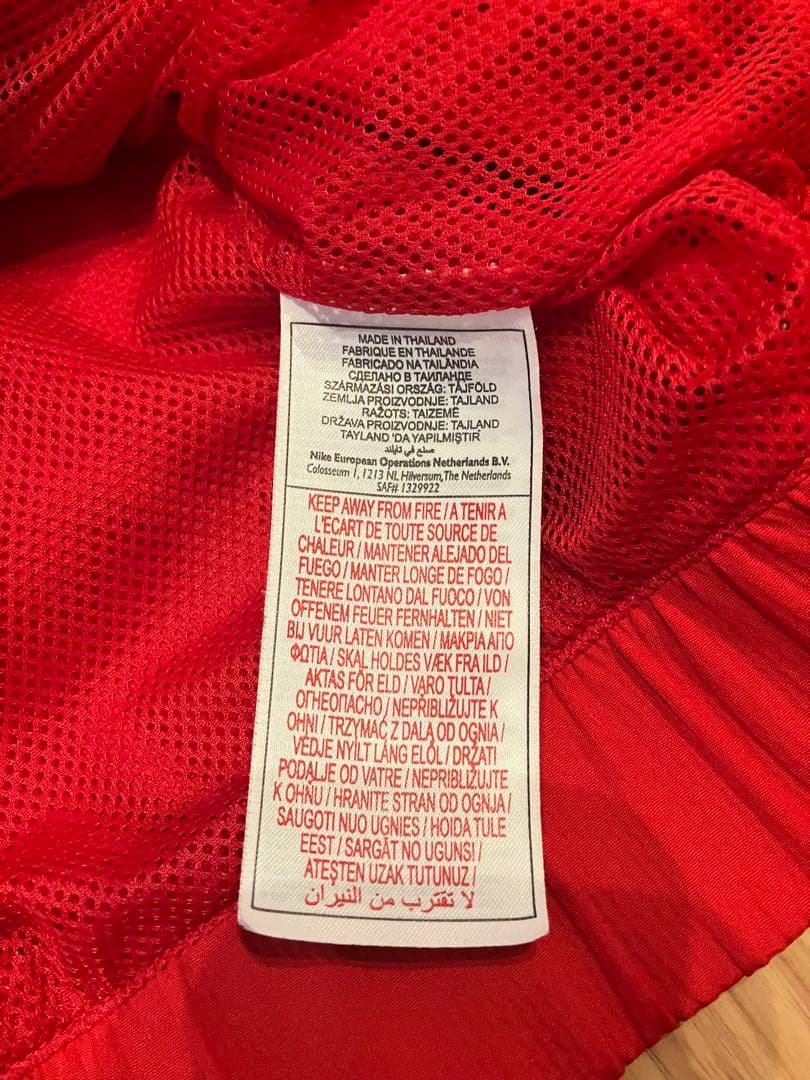 MADE IN THAILAND
FABRIQUE EN THAILANDE
FABRICADO NA TAILÂNDIA
СДЕЛАНО В ТАИЛАНДЕ
SZÁRMAZÁSI ORSZÁG: TÁJFÖLD
ZEMLJA PROIZVODNJE: TAJLAND
RAŽOTS: TAIZEMĒ
DRŽAVA PROIZVODNJE: TAJLAND
TAYLAND 'DA YAPILMIŞTIR
صنع في تايلند
Nike European Operations Netherlands B.V.
Colosseum 1, 1213 NL Hilversum, The Netherlands
SAF# 1329922
KEEP AWAY FROM FIRE / A TENIR A
L'ECART DE TOUTE SOURCE DE
CHALEUR / MANTENER ALEJADO DEL
FUEGO / MANTER LONGE DE FOGO /
TENERE LONTANO DAL FUOCO / VON
OFFENEM FEUER FERNHALTEN / NIET
BIJ VUUR LATEN KOMEN / ΜΑΚΡΙΑ ΑΠΟ
ΦΩΤΙΑ / SKAL HOLDES VÆK FRA ILD /
AKTAS FÖR ELD / VARO TULTA /
ОГНЕОПАСНО / NEPRIBLIŽUJTE K
OHNI / TRZYMAĆ Z DALA OD OGNIA /
VÉDJE NYÍLT LÁNG ELŐL / DRŽATI
PODALJE OD VATRE / NEPŘIBLIŽUJTE
K OHŇU / HRANITE STRAN OD OGNJA /
SAUGOTI NUO UGNIES / HOIDA TULE
EEST / SARGĀT NO UGUNS! /
ATEŞTEN UZAK TUTUNUZ /
لا تقترب من النيران